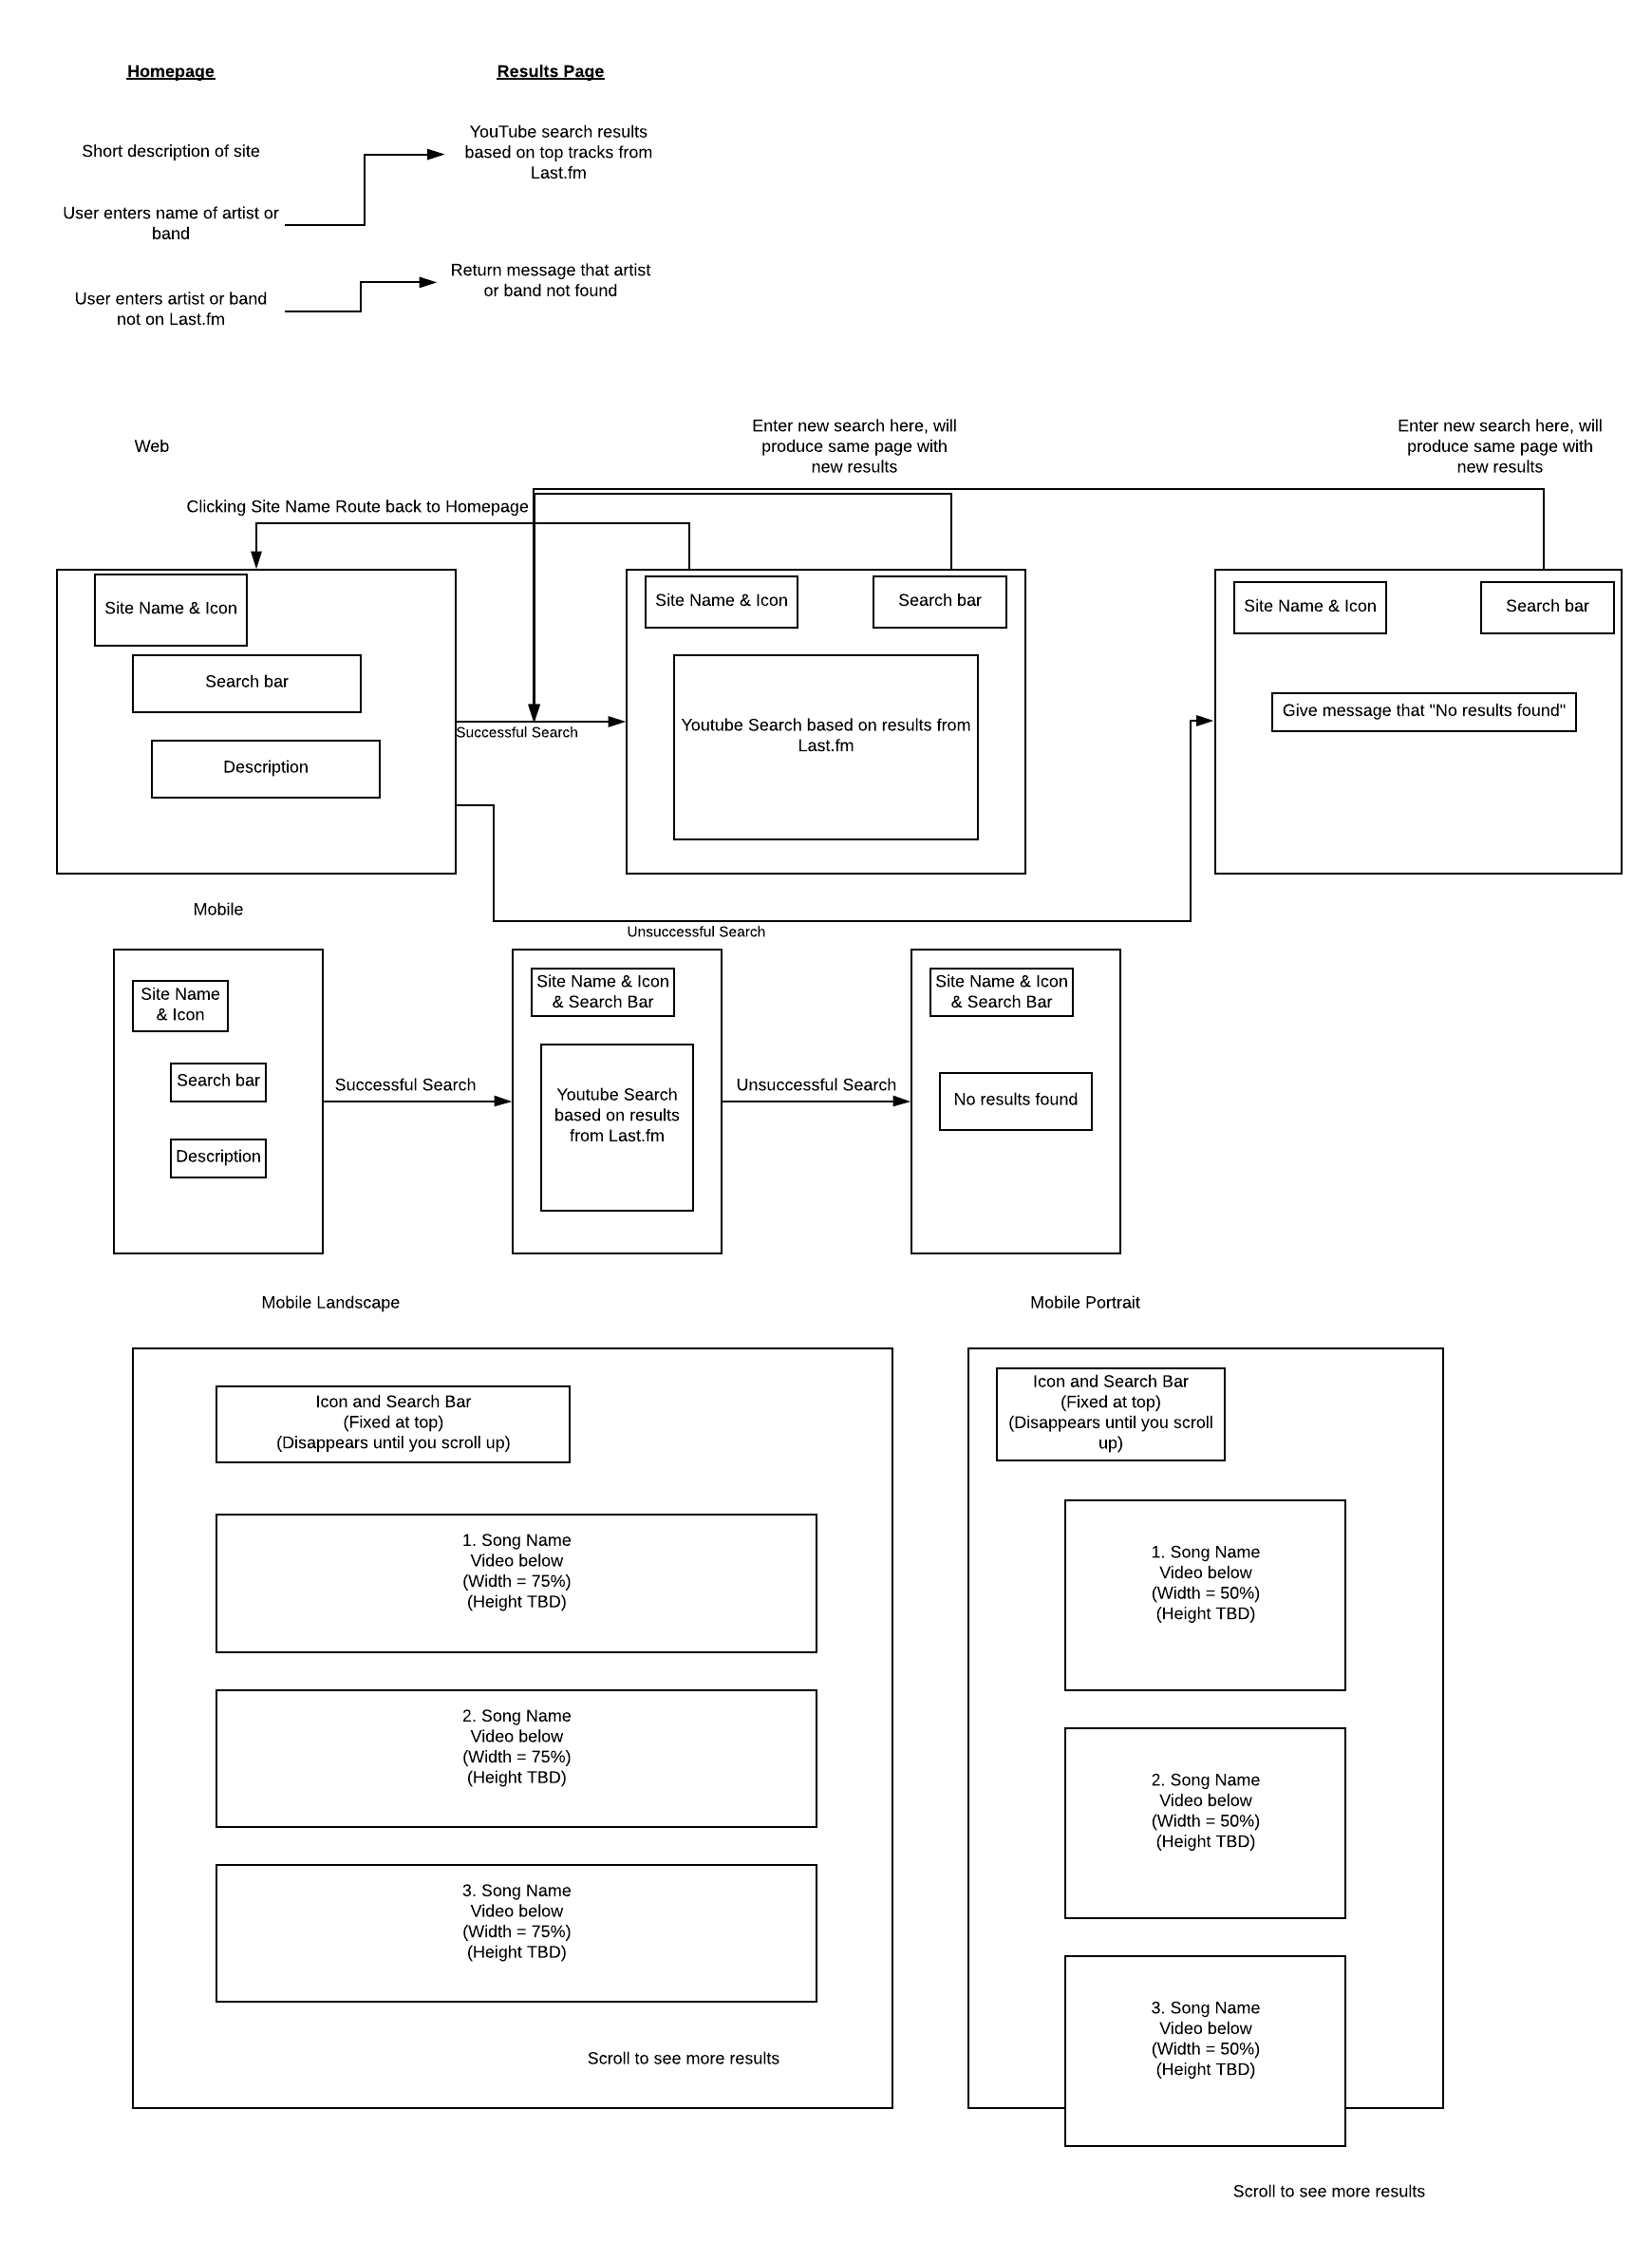 Homepage
Results Page
Short description of site
YouTube search results
based on top tracks from
Last.fm
User enters name of artist or
band
User enters artist or band
not on Last.fm
Return message that artist
or band not found
Web
Enter new search here, will
produce same page with
new results
Enter new search here, will
produce same page with
new results
Clicking Site Name Route back to Homepage
Site Name & Icon
Search bar
Description
Successful Search
Site Name & Icon
Search bar
Youtube Search based on results from
Last.fm
Site Name & Icon
Search bar
Give message that "No results found"
Unsuccessful Search
Mobile
Site Name
& Icon
Search bar
Description
Successful Search
Site Name & Icon
& Search Bar
Youtube Search
based on results
from Last.fm
Unsuccessful Search
Site Name & Icon
& Search Bar
No results found
Mobile Landscape
Icon and Search Bar
(Fixed at top)
(Disappears until you scroll up)
1. Song Name
Video below
(Width = 75%)
(Height TBD)
2. Song Name
Video below
(Width = 75%)
(Height TBD)
3. Song Name
Video below
(Width = 75%)
(Height TBD)
Scroll to see more results
Mobile Portrait
Icon and Search Bar
(Fixed at top)
(Disappears until you scroll
up)
1. Song Name
Video below
(Width = 50%)
(Height TBD)
2. Song Name
Video below
(Width = 50%)
(Height TBD)
3. Song Name
Video below
(Width = 50%)
(Height TBD)
Scroll to see more results